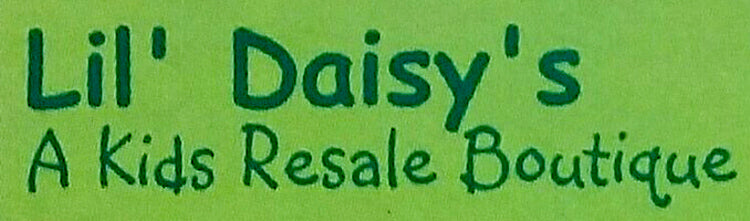 Lil' Daisy's
A Kids Resale Boutique